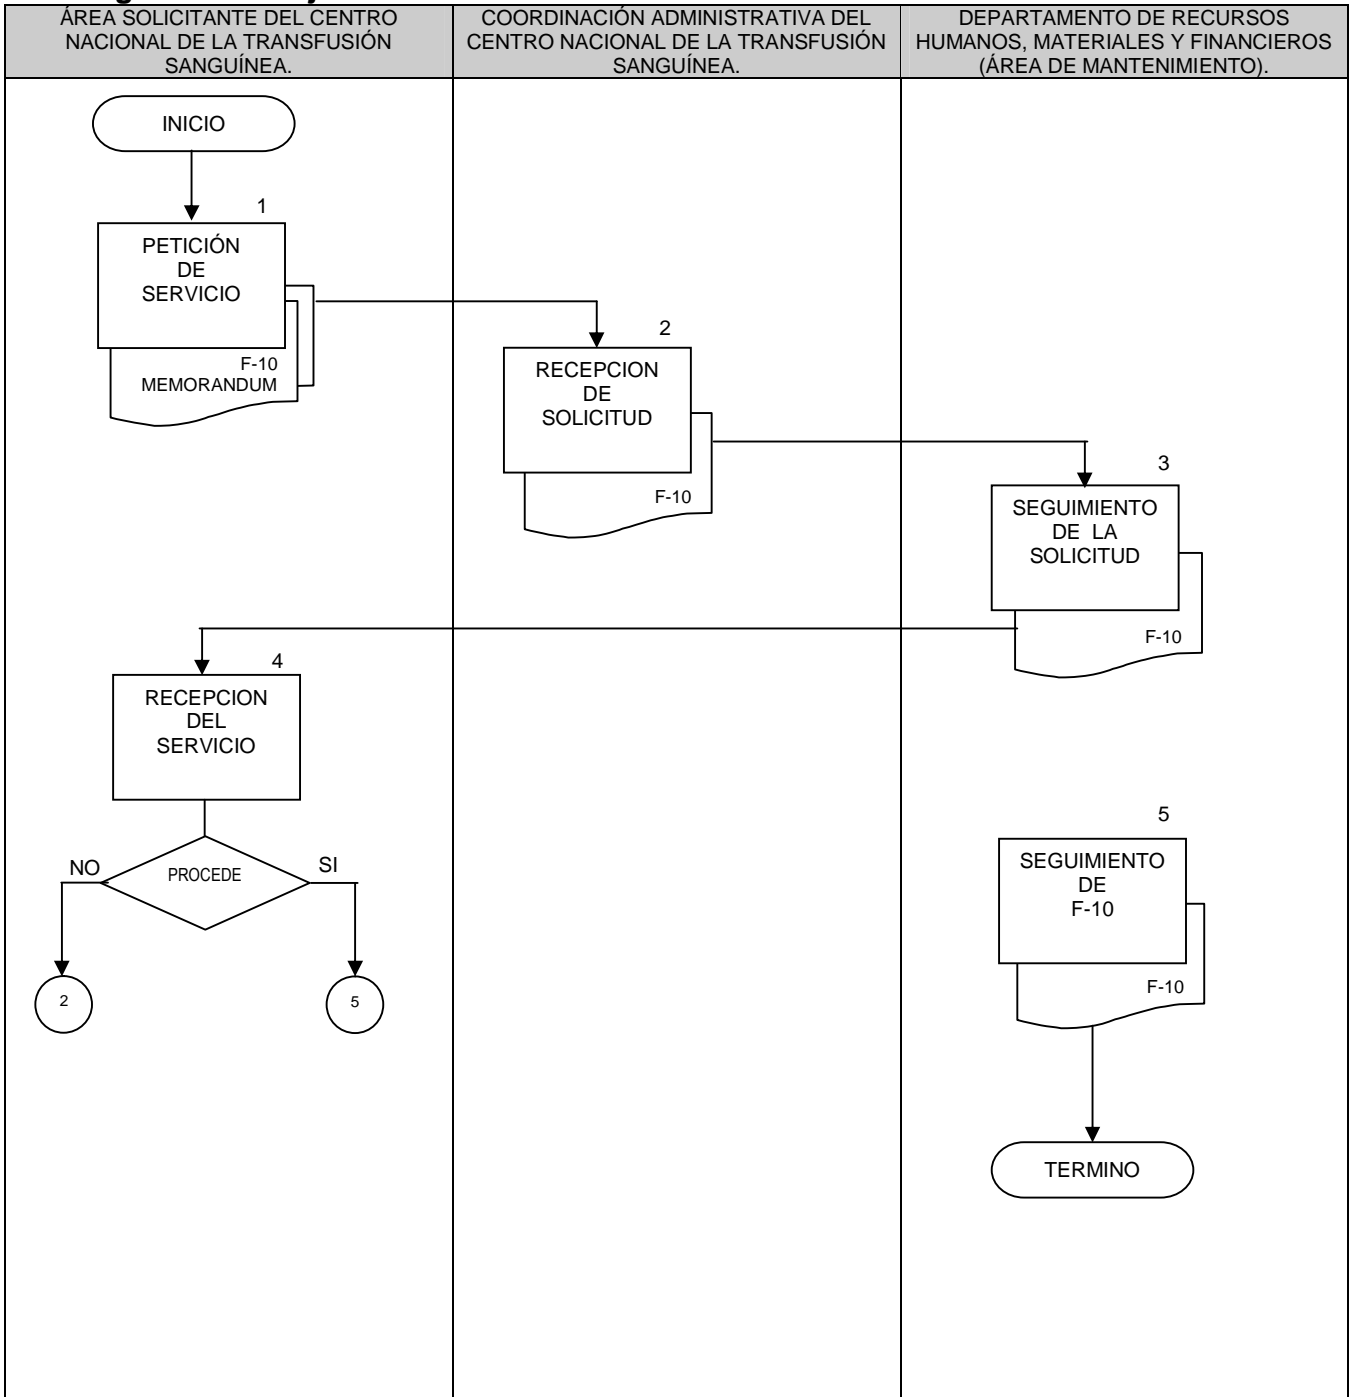 ÁREA SOLICITANTE DEL CENTRO
NACIONAL DE LA TRANSFUSIÓN
SANGUÍNEA.
COORDINACIÓN ADMINISTRATIVA DEL
CENTRO NACIONAL DE LA TRANSFUSIÓN
SANGUÍNEA.
DEPARTAMENTO DE RECURSOS
HUMANOS, MATERIALES Y FINANCIEROS
(ÁREA DE MANTENIMIENTO).
INICIO
1
PETICIÓN
DE
SERVICIO
F-10
MEMORANDUM
2
RECEPCION
DE
SOLICITUD
F-10
3
SEGUIMIENTO
DE LA
SOLICITUD
F-10
4
RECEPCION
DEL
SERVICIO
NO
PROCEDE
SI
2
5
5
SEGUIMIENTO
DE
F-10
F-10
TERMINO